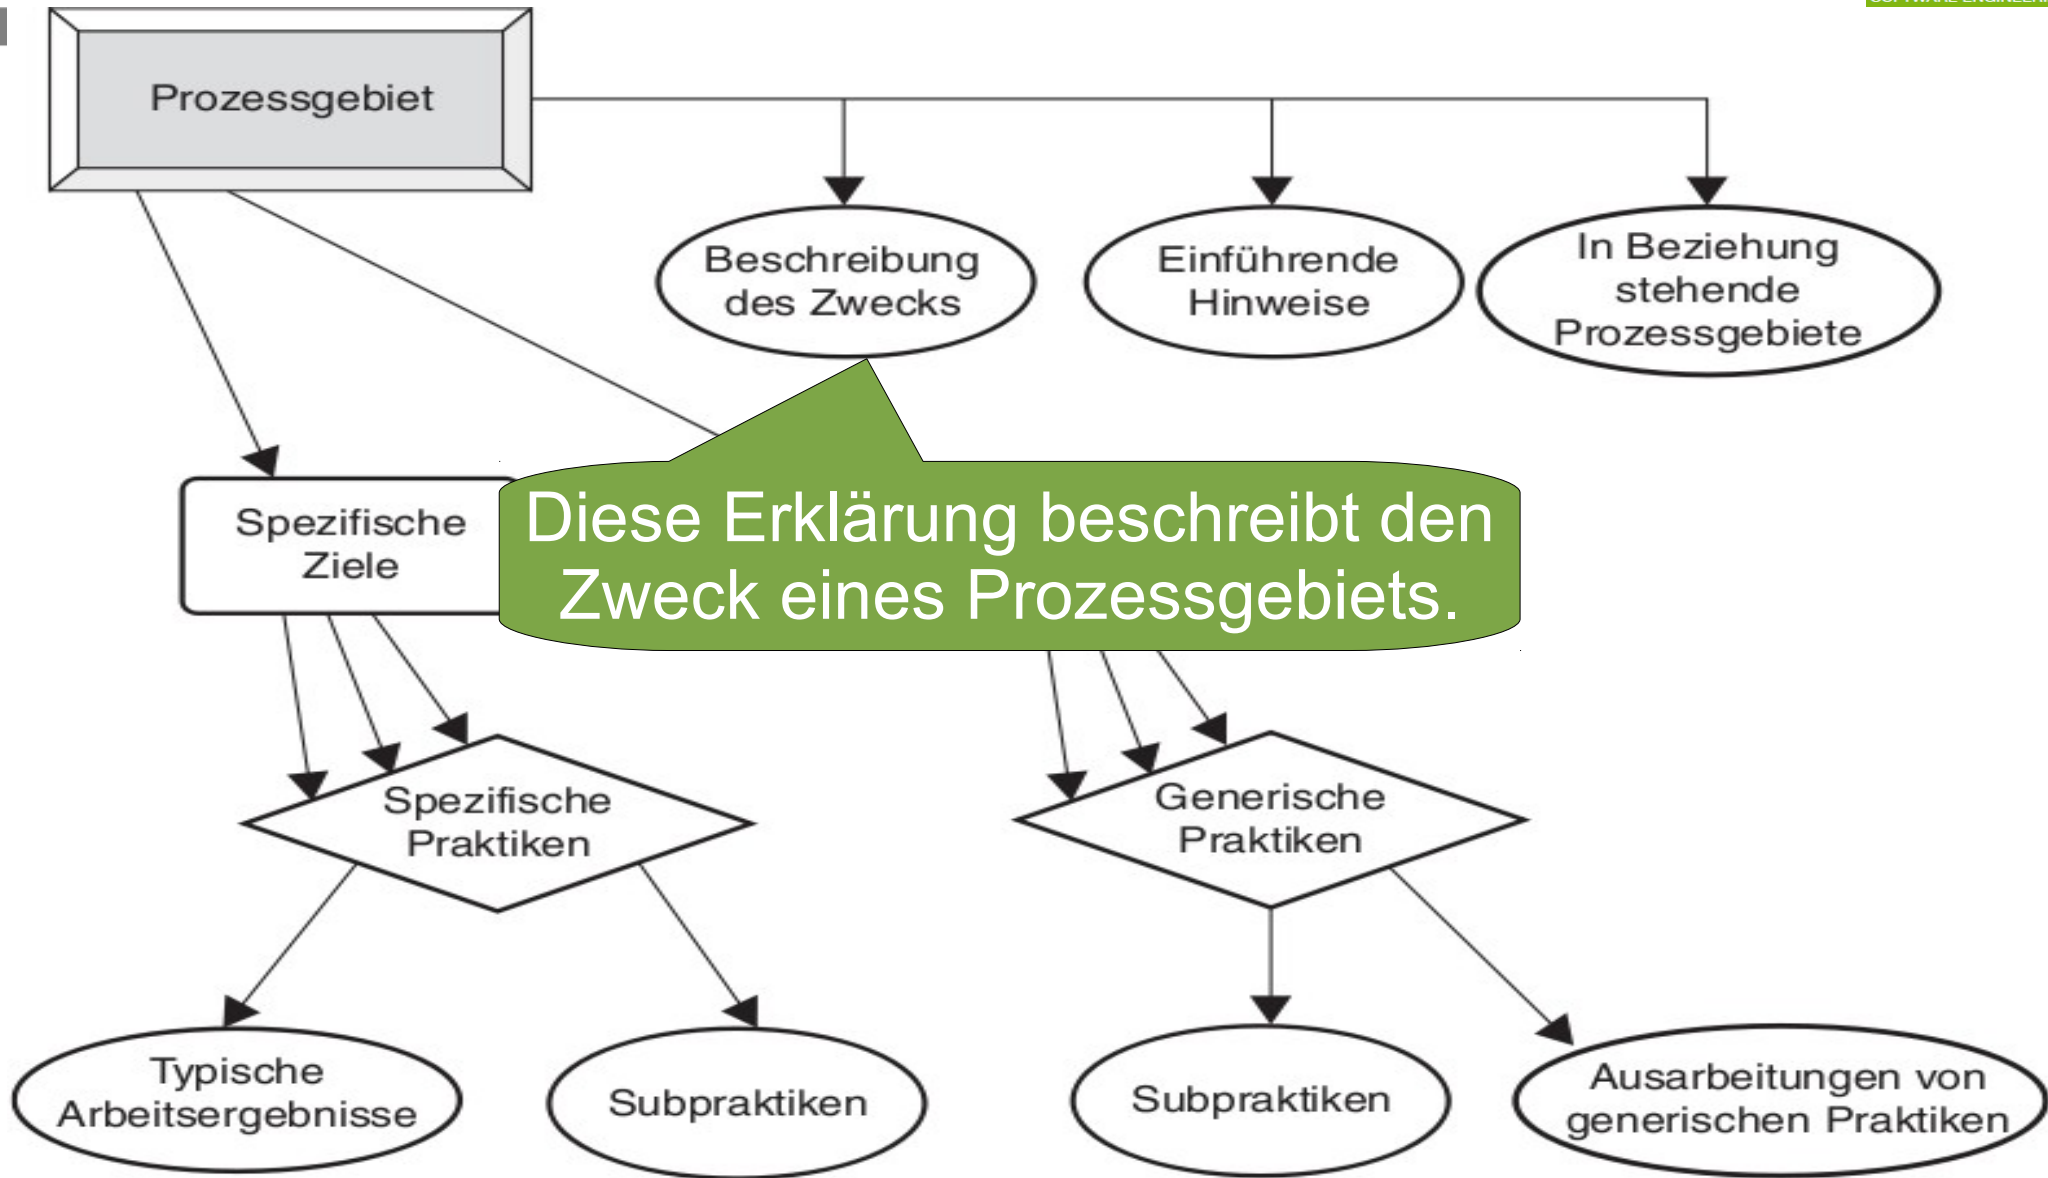 Prozessgebiet
Beschreibung
des Zwecks
Einführende
Hinweise
In Beziehung
stehende
Prozessgebiete
Spezifische
Ziele
Diese Erklärung beschreibt den
Zweck eines Prozessgebiets.
Spezifische
Praktiken
Generische
Praktiken
Typische
Arbeitsergebnisse
Subpraktiken
Subpraktiken
Ausarbeitungen von
generischen Praktiken